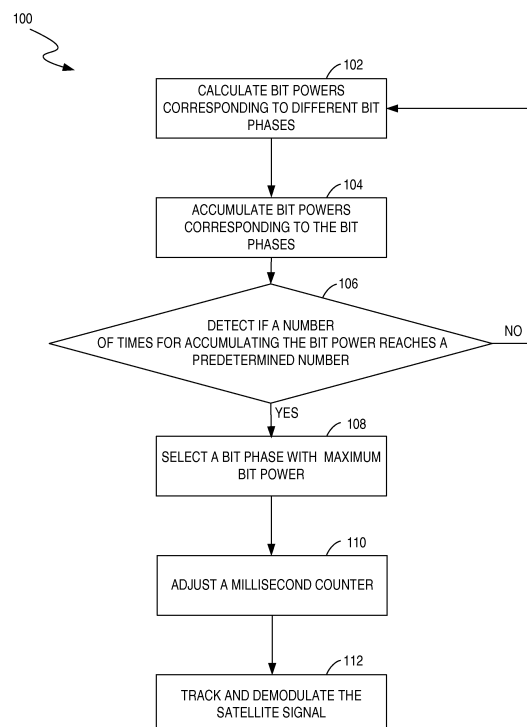 100
102
CALCULATE BIT POWERS
CORRESPONDING TO DIFFERENT BIT
PHASES
104
ACCUMULATE BIT POWERS
CORRESPONDING TO THE BIT
PHASES
106
DETECT IF A NUMBER
OF TIMES FOR ACCUMULATING THE BIT POWER REACHES A
PREDETERMINED NUMBER
NO
YES
108
SELECT A BIT PHASE WITH MAXIMUM
BIT POWER
110
ADJUST A MILLISECOND COUNTER
112
TRACK AND DEMODULATE THE
SATELLITE SIGNAL